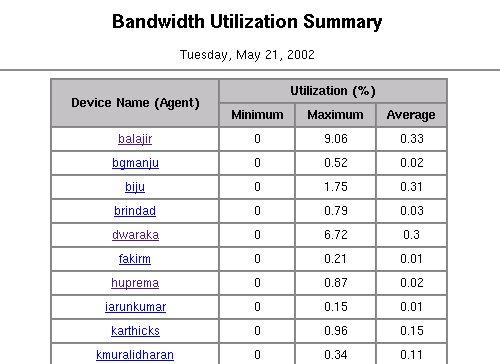 Bandwidth Utilization Summary
Tuesday, May 21, 2002
Device Name (Agent) Utilization (%)
Minimum Maximum Average
balajir 0 9.06 0.33
bgmanju 0 0.52 0.02
biju 0 1.75 0.31
brindad 0 0.79 0.03
dwaraka 0 6.72 0.3
fakirm 0 0.21 0.01
huprema 0 0.87 0.02
iarunkumar 0 0.15 0.01
karthicks 0 0.96 0.15
kmuralidharan 0 0.34 0.11